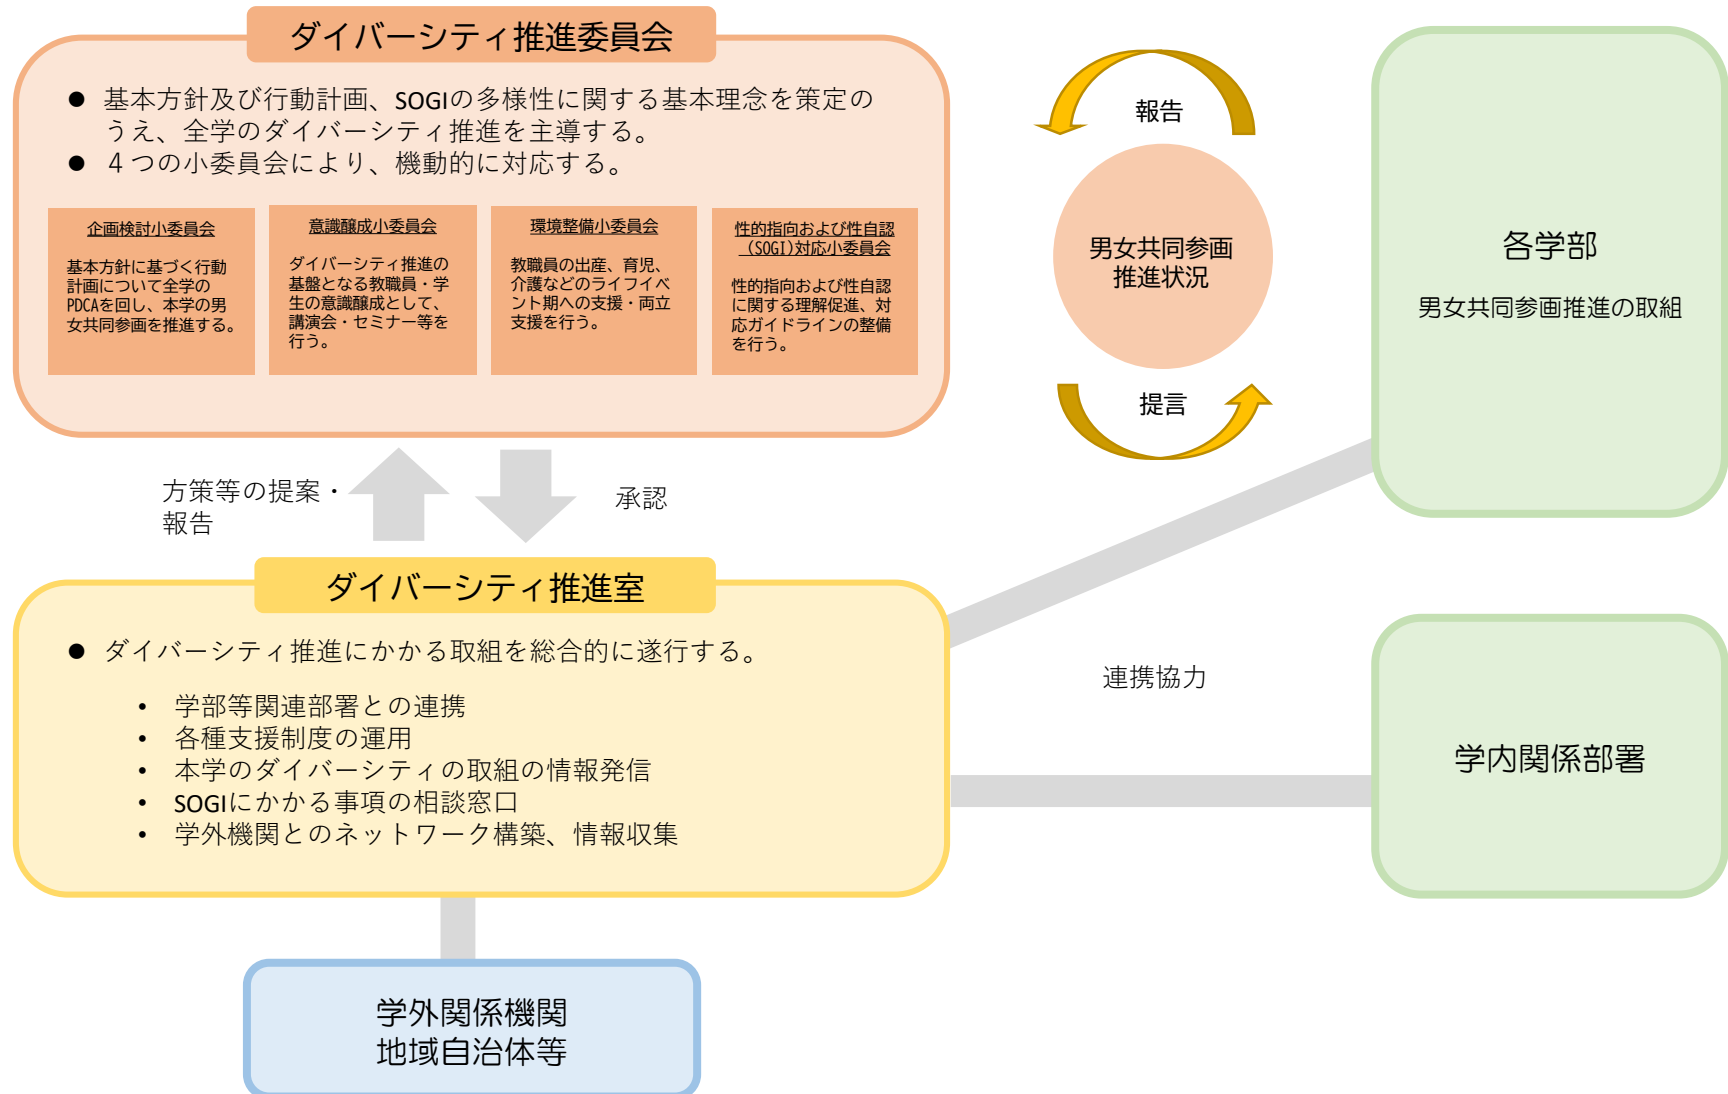 ダイバーシティ推進委員会
● 基本方針及び行動計画、SOGIの多様性に関する基本理念を策定の
うえ、全学のダイバーシティ推進を主導する。
● ４つの小委員会により、機動的に対応する。
企画検討小委員会
基本方針に基づく行動
計画について全学の
PDCAを回し、本学の男
女共同参画を推進する。
意識醸成小委員会
ダイバーシティ推進の
基盤となる教職員・学
生の意識醸成として、
講演会・セミナー等を
行う。
環境整備小委員会
教職員の出産、育児、
介護などのライフイベ
ント期への支援・両立
支援を行う。
性的指向および性自認
（SOGI)対応小委員会
性的指向および性自認
に関する理解促進、対
応ガイドラインの整備
を行う。
報告
男女共同参画
推進状況
提言
各学部
男女共同参画推進の取組
方策等の提案・
報告
承認
ダイバーシティ推進室
● ダイバーシティ推進にかかる取組を総合的に遂行する。
• 学部等関連部署との連携
• 各種支援制度の運用
• 本学のダイバーシティの取組の情報発信
• SOGIにかかる事項の相談窓口
• 学外機関とのネットワーク構築、情報収集
連携協力
学内関係部署
学外関係機関
地域自治体等